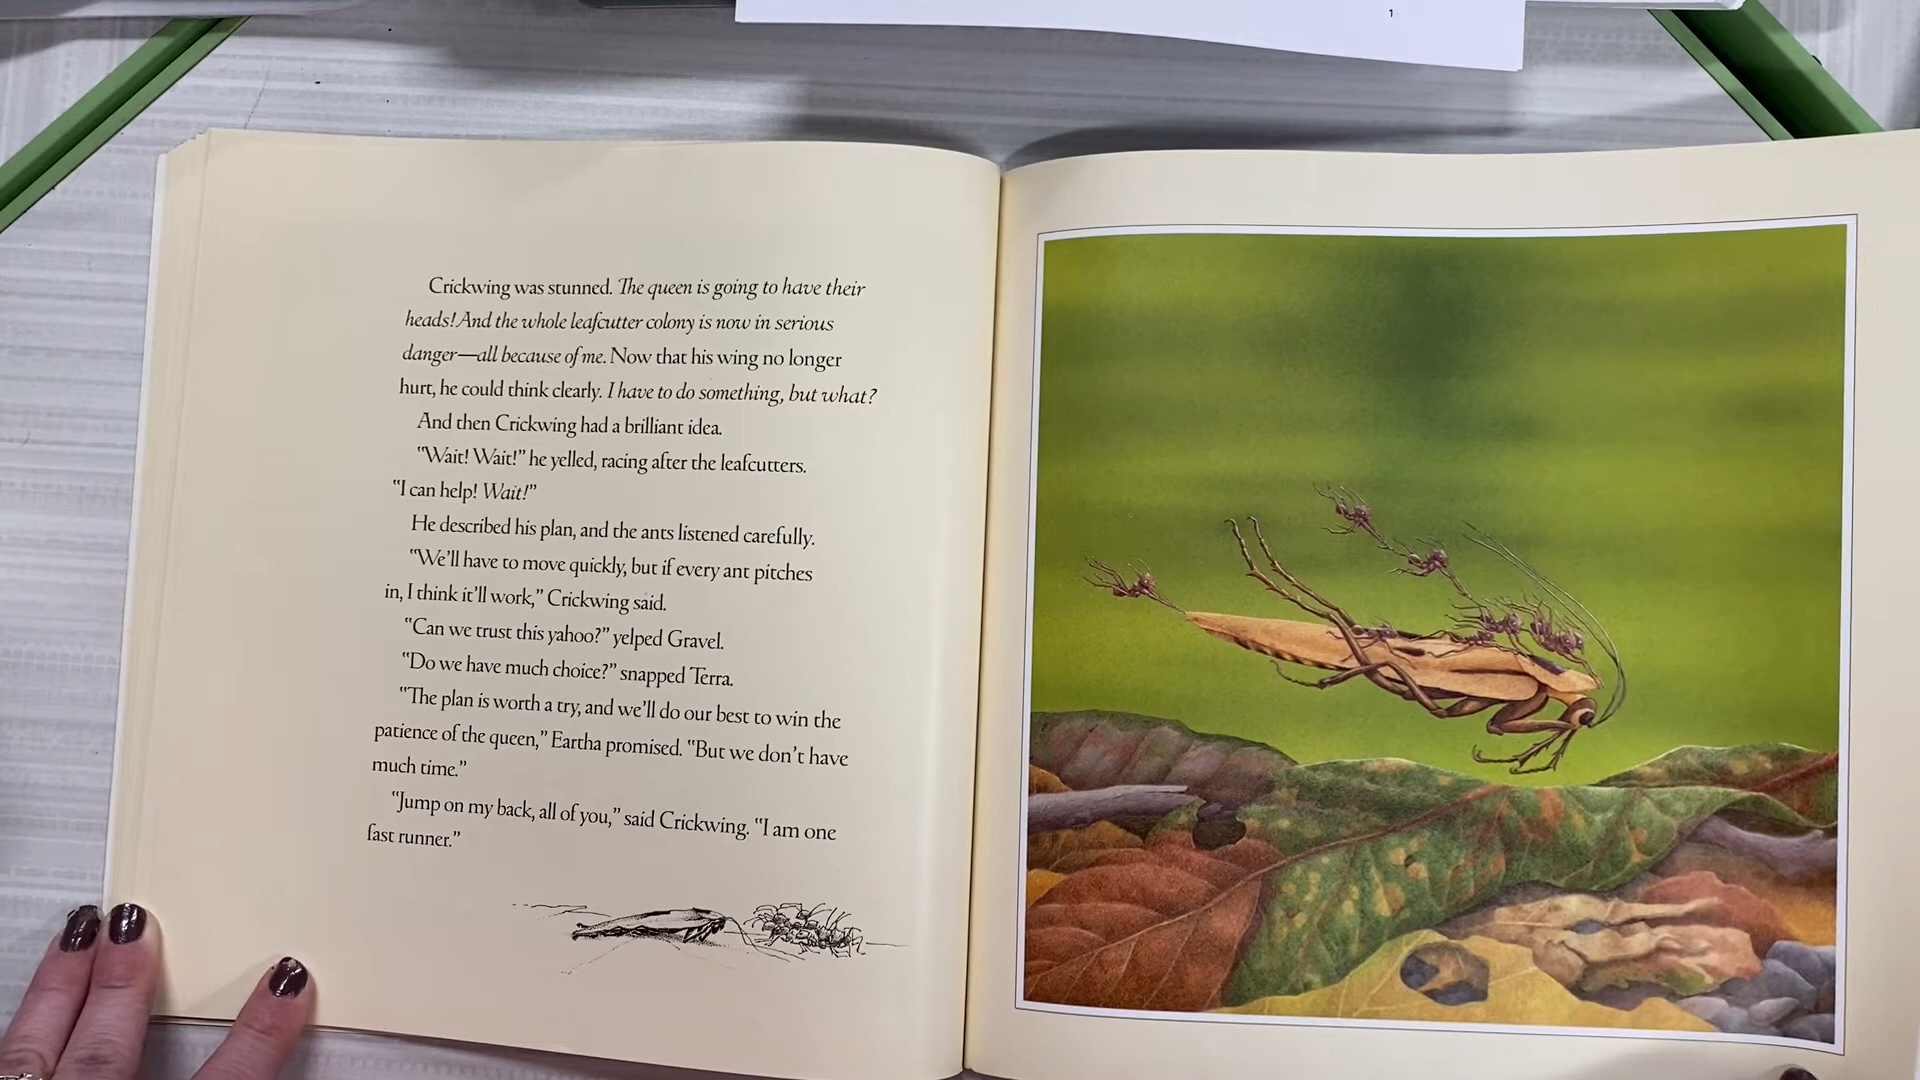 1
Crickwing was stunned. The queen is going to have their
heads! And the whole leafcutter colony is now in serious
danger—all because of me. Now that his wing no longer
hurt, he could think clearly. I have to do something, but what?
And then Crickwing had a brilliant idea.
"Wait! Wait!" he yelled, racing after the leafcutters.
"I can help! Wait!"
He described his plan, and the ants listened carefully.
"We'll have to move quickly, but if every ant pitches
in, I think it'll work," Crickwing said.
"Can we trust this yahoo?" yelped Gravel.
"Do we have much choice?" snapped Terra.
"The plan is worth a try, and we'll do our best to win the
patience of the queen," Eartha promised. "But we don't have
much time."
"Jump on my back, all of you," said Crickwing. "I am one
fast runner."